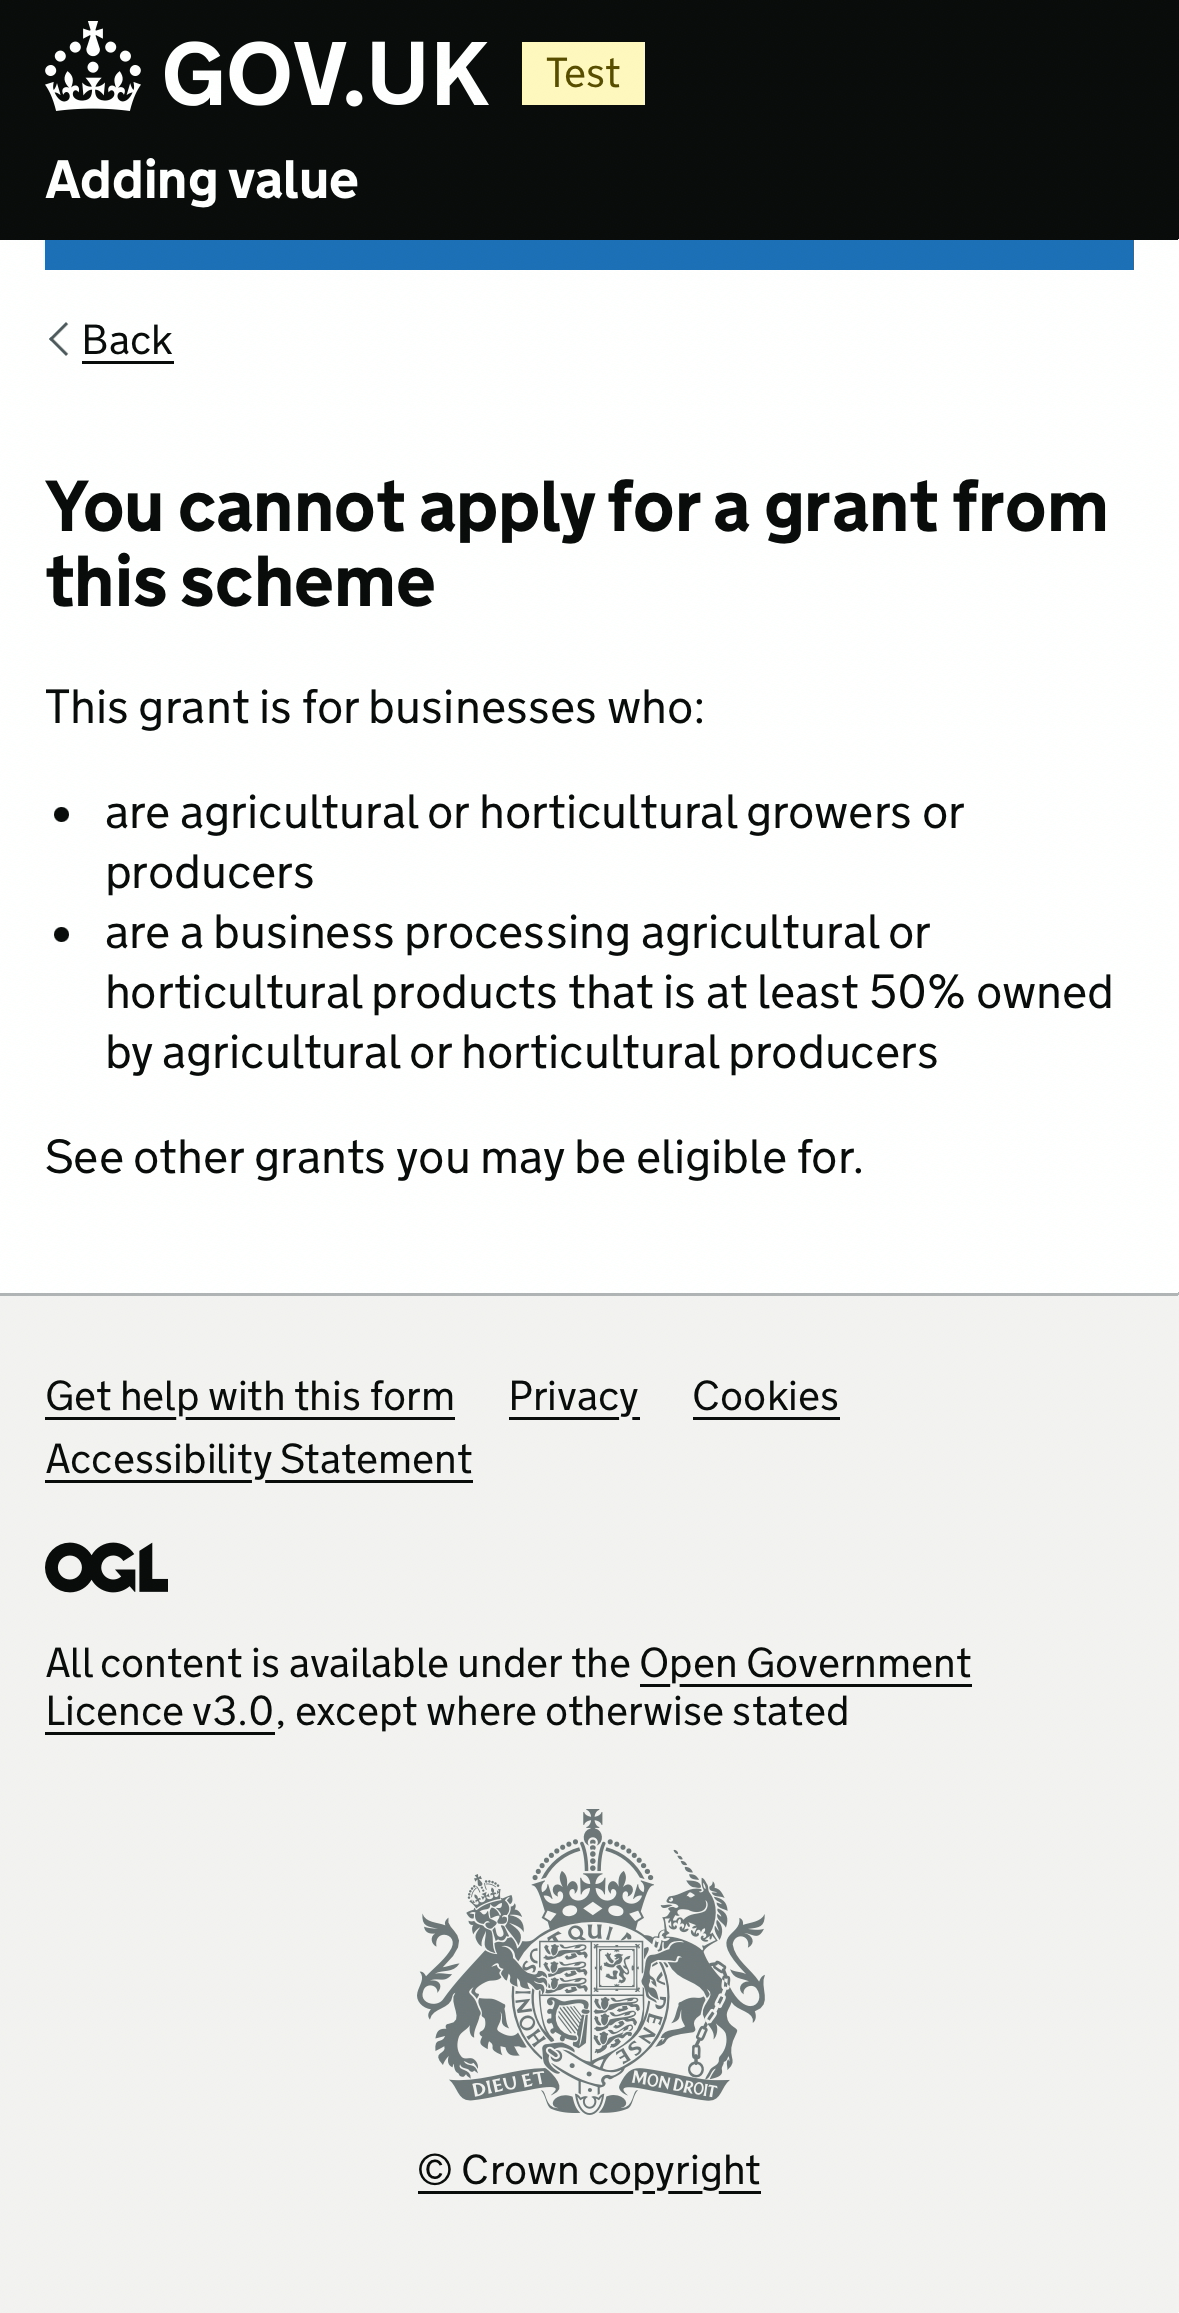 GOV.UK Test
Adding value
Back
You cannot apply for a grant from
this scheme
This grant is for businesses who:
• are agricultural or horticultural growers or
producers
• are a business processing agricultural or
horticultural products that is at least 50% owned
by agricultural or horticultural producers
See other grants you may be eligible for.
Get help with this form Privacy Cookies
Accessibility Statement
OGL
All content is available under the Open Government
Licence v3.0, except where otherwise stated
QUI
HONI
PENSE
DIEU ET MON DROIT
© Crown copyright